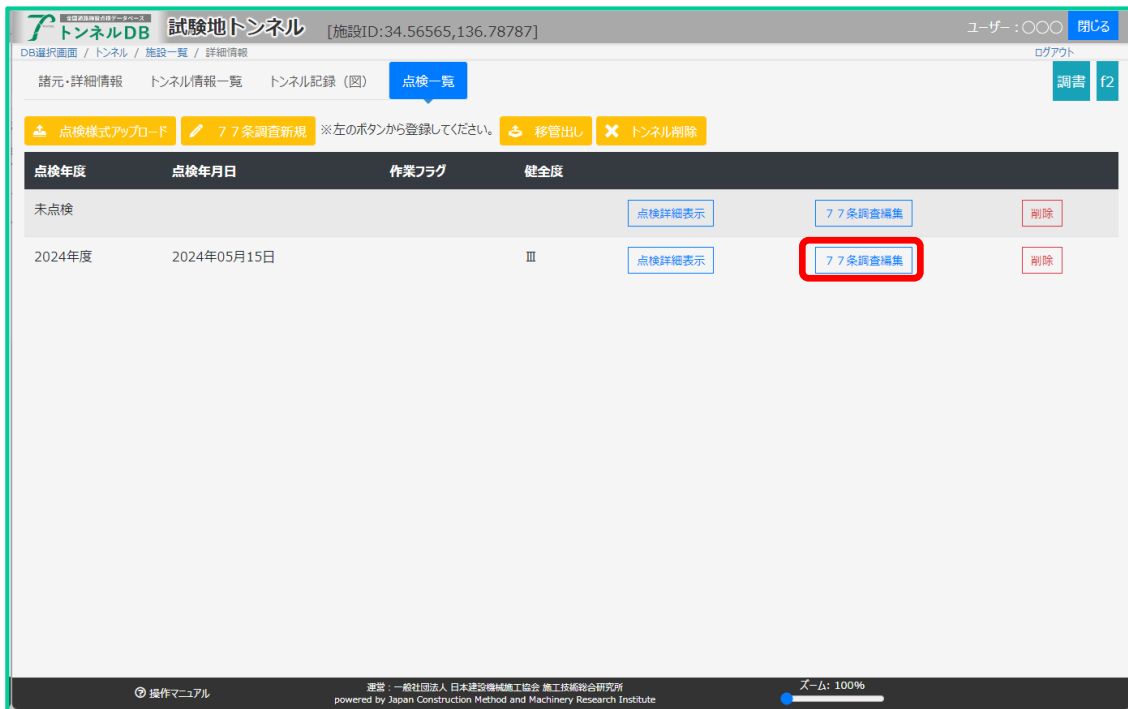 全国道路施設点検データベース
トンネルDB 試験地トンネル [施設ID:34.56565,136.78787] ユーザー：○○○ 閉じる
DB選択画面 / トンネル / 施設一覧 / 詳細情報 ログアウト
諸元・詳細情報 トンネル情報一覧 トンネル記録（図） 点検一覧 調書 f2
点検様式アップロード ７７条調査新規 ※左のボタンから登録してください。 移管出し トンネル削除
点検年度 点検年月日 作業フラグ 健全度
未点検 点検詳細表示 ７７条調査編集 削除
2024年度 2024年05月15日 Ⅲ 点検詳細表示 ７７条調査編集 削除
操作マニュアル 運営：一般社団法人 日本建設機械施工協会 施工技術総合研究所 ズーム: 100%
powered by Japan Construction Method and Machinery Research Institute